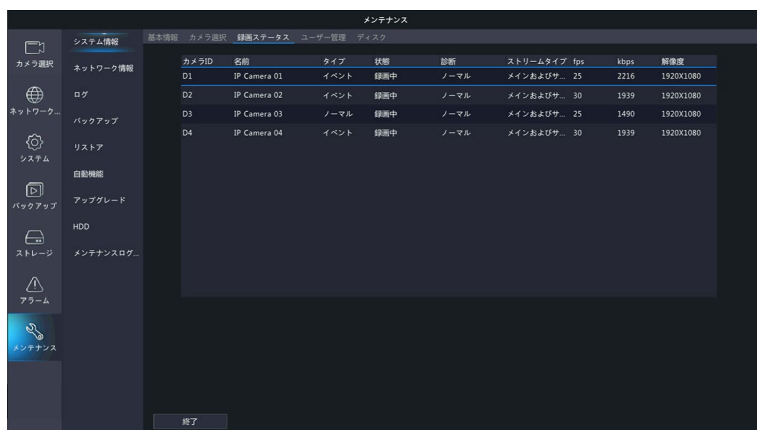 メンテナンス
カメラ選択
ネットワーク...
システム
バックアップ
ストレージ
アラーム
メンテナンス
システム情報
ネットワーク情報
ログ
バックアップ
リストア
自動機能
アップグレード
HDD
メンテナンスログ...
基本情報 カメラ選択 録画ステータス ユーザー管理 ディスク
カメラID 名前 タイプ 状態 診断 ストリームタイプ fps kbps 解像度
D1 IP Camera 01 イベント 録画中 ノーマル メインおよびサ... 25 2216 1920X1080
D2 IP Camera 02 イベント 録画中 ノーマル メインおよびサ... 30 1939 1920X1080
D3 IP Camera 03 ノーマル 録画中 ノーマル メインおよびサ... 25 1490 1920X1080
D4 IP Camera 04 イベント 録画中 ノーマル メインおよびサ... 30 1939 1920X1080
終了